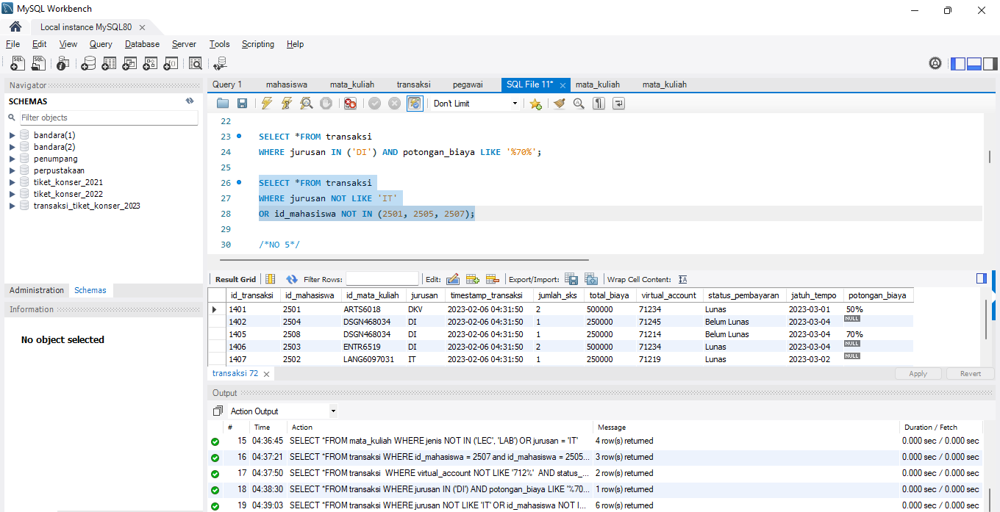 MySQL Workbench
Local instance MySQL80
File Edit View Query Database Server Tools Scripting Help
Navigator
SCHEMAS
Filter objects
bandara(1)
bandara(2)
penumpang
perpustakaan
tiket_konser_2021
tiket_konser_2022
transaksi_tiket_konser_2023
Administration Schemas
Information
No object selected
Query 1 mahasiswa mata_kuliah transaksi pegawai SQL File 11* mata_kuliah mata_kuliah
Don't Limit
22
23 SELECT *FROM transaksi
24 WHERE jurusan IN ('DI') AND potongan_biaya LIKE '%70%';
25
26 SELECT *FROM transaksi
27 WHERE jurusan NOT LIKE 'IT'
28 OR id_mahasiswa NOT IN (2501, 2505, 2507);
29
30 /*NO 5*/
Result Grid Filter Rows: Edit: Export/Import: Wrap Cell Content:
id_transaksi id_mahasiswa id_mata_kuliah jurusan timestamp_transaksi jumlah_sks total_biaya virtual_account status_pembayaran jatuh_tempo potongan_biaya
1401 2501 ARTS6018 DKV 2023-02-06 04:31:50 2 500000 71234 Lunas 2023-03-01 50%
1402 2504 DSGN468034 DI 2023-02-06 04:31:50 1 250000 71245 Belum Lunas 2023-03-04 NULL
1405 2508 DSGN468034 DI 2023-02-06 04:31:50 1 250000 71214 Belum Lunas 2023-03-04 70%
1406 2503 ENTR6519 DI 2023-02-06 04:31:50 2 500000 71234 Lunas 2023-03-04 NULL
1407 2502 LANG6097031 IT 2023-02-06 04:31:50 1 250000 71219 Lunas 2023-03-02 NULL
transaksi 72 Apply Revert
Output
Action Output
# Time Action Message Duration / Fetch
15 04:36:45 SELECT *FROM mata_kuliah WHERE jenis NOT IN ('LEC', 'LAB') OR jurusan = 'IT' 4 row(s) returned 0.000 sec / 0.000 sec
16 04:37:21 SELECT *FROM transaksi WHERE id_mahasiswa = 2507 and id_mahasiswa = 2505... 3 row(s) returned 0.000 sec / 0.000 sec
17 04:37:50 SELECT *FROM transaksi WHERE virtual_account NOT LIKE '712%' AND status_... 2 row(s) returned 0.000 sec / 0.000 sec
18 04:38:30 SELECT *FROM transaksi WHERE jurusan IN ('DI') AND potongan_biaya LIKE '%70... 1 row(s) returned 0.000 sec / 0.000 sec
19 04:39:03 SELECT *FROM transaksi WHERE jurusan NOT LIKE 'IT' OR id_mahasiswa NOT I... 6 row(s) returned 0.000 sec / 0.000 sec